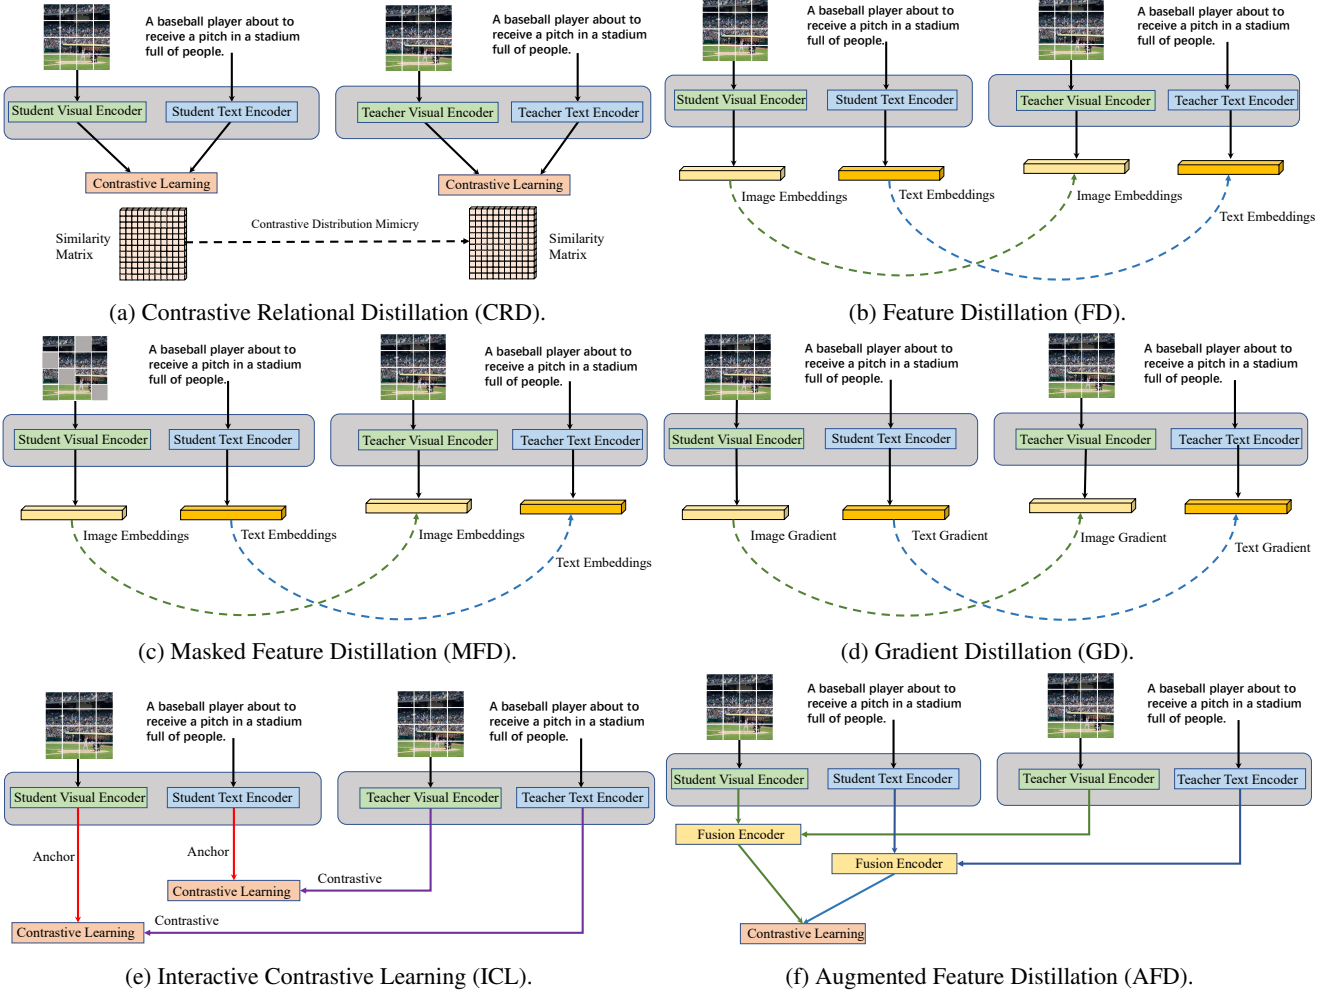 A baseball player about to
receive a pitch in a stadium
full of people.
A baseball player about to
receive a pitch in a stadium
full of people.
Student Visual Encoder
Student Text Encoder
Teacher Visual Encoder
Teacher Text Encoder
Contrastive Learning
Contrastive Learning
Similarity
Matrix
Contrastive Distribution Mimicry
Similarity
Matrix
(a) Contrastive Relational Distillation (CRD).
A baseball player about to
receive a pitch in a stadium
full of people.
A baseball player about to
receive a pitch in a stadium
full of people.
Student Visual Encoder
Student Text Encoder
Teacher Visual Encoder
Teacher Text Encoder
Image Embeddings
Text Embeddings
Image Embeddings
Text Embeddings
(b) Feature Distillation (FD).
A baseball player about to
receive a pitch in a stadium
full of people.
A baseball player about to
receive a pitch in a stadium
full of people.
Student Visual Encoder
Student Text Encoder
Teacher Visual Encoder
Teacher Text Encoder
Image Embeddings
Text Embeddings
Image Embeddings
Text Embeddings
(c) Masked Feature Distillation (MFD).
A baseball player about to
receive a pitch in a stadium
full of people.
A baseball player about to
receive a pitch in a stadium
full of people.
Student Visual Encoder
Student Text Encoder
Teacher Visual Encoder
Teacher Text Encoder
Image Gradient
Text Gradient
Image Gradient
Text Gradient
(d) Gradient Distillation (GD).
A baseball player about to
receive a pitch in a stadium
full of people.
A baseball player about to
receive a pitch in a stadium
full of people.
Student Visual Encoder
Student Text Encoder
Teacher Visual Encoder
Teacher Text Encoder
Anchor
Anchor
Contrastive Learning
Contrastive
Contrastive Learning
Contrastive
(e) Interactive Contrastive Learning (ICL).
A baseball player about to
receive a pitch in a stadium
full of people.
A baseball player about to
receive a pitch in a stadium
full of people.
Student Visual Encoder
Student Text Encoder
Teacher Visual Encoder
Teacher Text Encoder
Fusion Encoder
Fusion Encoder
Contrastive Learning
(f) Augmented Feature Distillation (AFD).